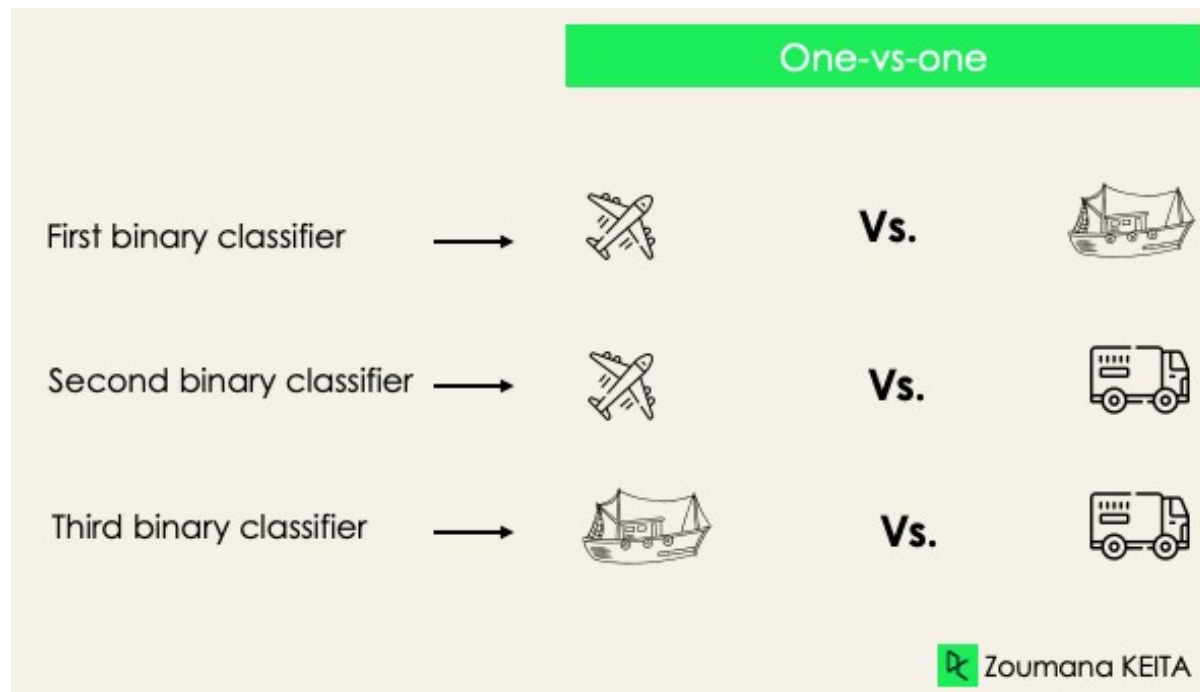 One-vs-one
First binary classifier
Vs.
Second binary classifier
Vs.
Third binary classifier
Vs.
Zoumana KEITA